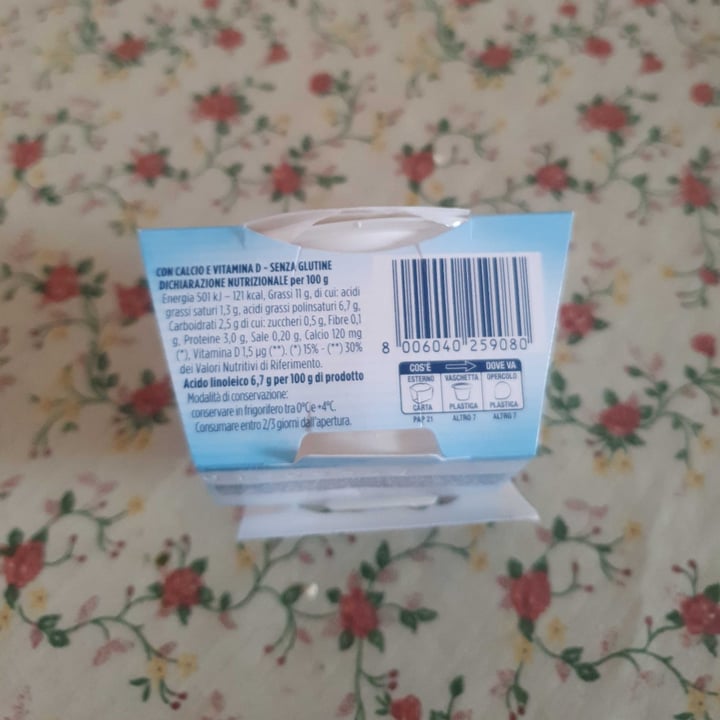 CON CALCIO E VITAMINA D - SENZA GLUTINE
DICHIARAZIONE NUTRIZIONALE per 100 g
Energia 501 kJ – 121 kcal, Grassi 11 g, di cui: acidi
grassi saturi 1,3 g, acidi grassi polinsaturi 6,7 g,
Carboidrati 2,5 g di cui: zuccheri 0,5 g, Fibre 0,1
g, Proteine 3,0 g, Sale 0,20 g, Calcio 120 mg
(*), Vitamina D 1,5 µg (**). (*) 15% - (**) 30%
dei Valori Nutritivi di Riferimento.
Acido linoleico 6,7 g per 100 g di prodotto
Modalità di conservazione:
conservare in frigorifero tra 0°C e +4°C.
Consumare entro 2/3 giorni dall'apertura.
8 006040 259080
COS'È DOVE VA
ESTERNO VASCHETTA OPERCOLO
CARTA PLASTICA PLASTICA
PAP 21 ALTRO 7 ALTRO 7